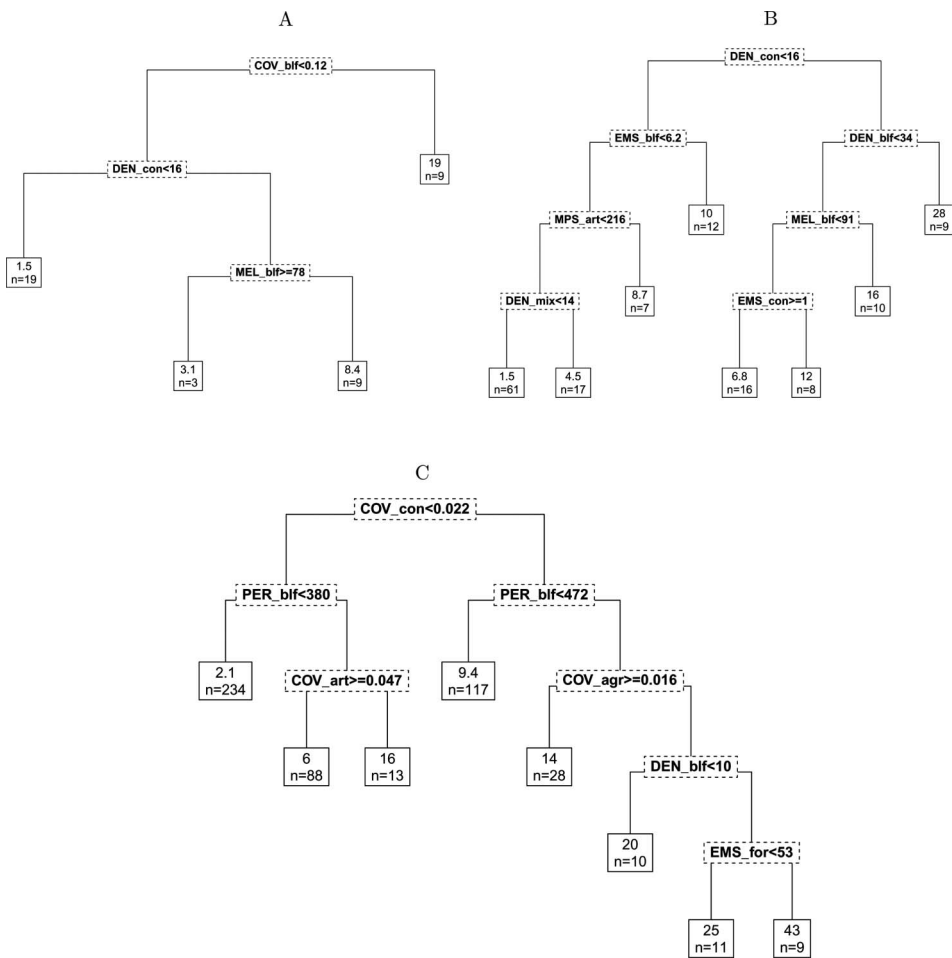 A
COV_blf<0.12
DEN_con<16
19
n=9
1.5
n=19
MEL_blf>=78
3.1
n=3
8.4
n=9
B
DEN_con<16
EMS_blf<6.2
DEN_blf<34
MPS_art<216
10
n=12
MEL_blf<91
28
n=9
DEN_mix<14
8.7
n=7
EMS_con>=1
16
n=10
1.5
n=61
4.5
n=17
6.8
n=16
12
n=8
C
COV_con<0.022
PER_blf<380
PER_blf<472
2.1
n=234
COV_art>=0.047
9.4
n=117
COV_agr>=0.016
6
n=88
16
n=13
14
n=28
DEN_blf<10
20
n=10
EMS_for<53
25
n=11
43
n=9